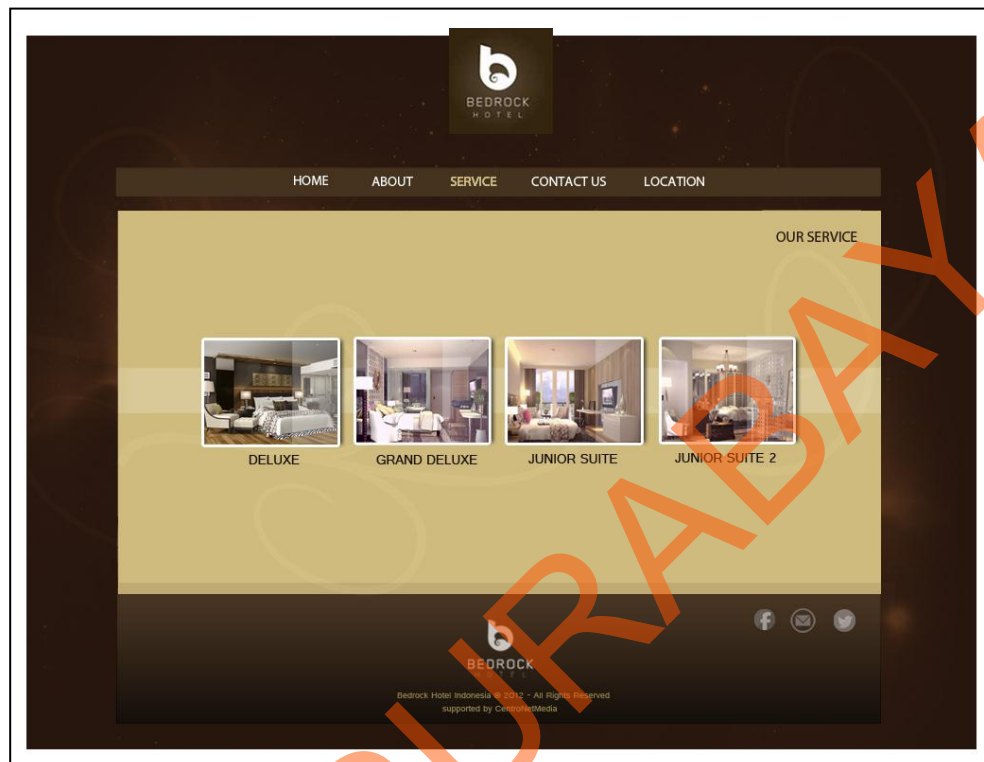 BEDROCK
HOTEL
HOME ABOUT SERVICE CONTACT US LOCATION
OUR SERVICE
DELUXE GRAND DELUXE JUNIOR SUITE JUNIOR SUITE 2
BEDROCK
HOTEL
Bedrock Hotel Indonesia © 2012 - All Rights Reserved
supported by CentroNetMedia
URABAY